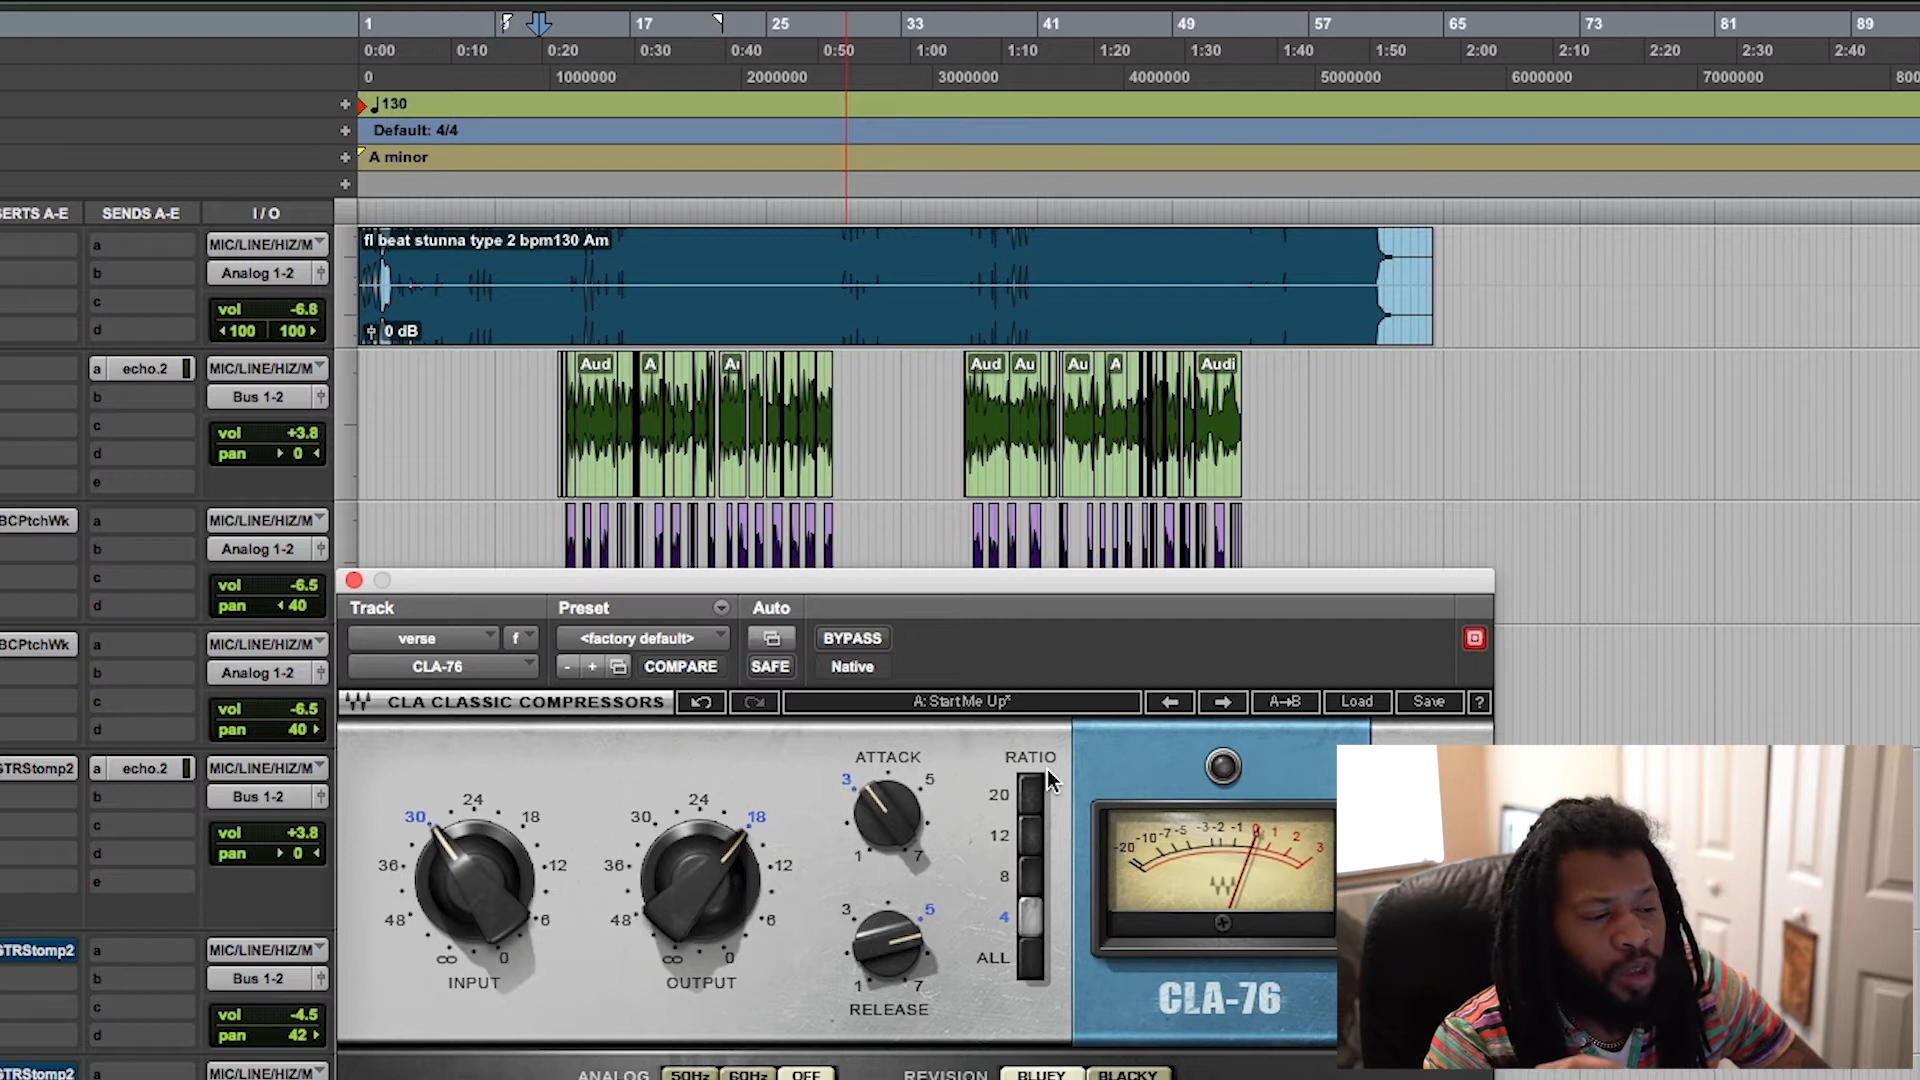 1 17 25 33 41 49 57 65 73 81 89
0:00 0:10 0:20 0:30 0:40 0:50 1:00 1:10 1:20 1:30 1:40 1:50 2:00 2:10 2:20 2:30 2:40
0 1000000 2000000 3000000 4000000 5000000 6000000 7000000 800
+ 130
+ Default: 4/4
+ A minor
+
SERTS A-E SENDS A-E I / O
a MIC/LINE/HIZ/M
b Analog 1-2
c
d
vol -6.8
100 100
fl beat stunna type 2 bpm130 Am
0 dB
a echo.2 MIC/LINE/HIZ/M
b Bus 1-2
c
d
e
vol +3.8
pan 0
Aud A Au Aud Au Au A Audi
BCPtchWk a MIC/LINE/HIZ/M
b Analog 1-2
c
d
vol -6.5
pan 40
BCPtchWk a MIC/LINE/HIZ/M
b Analog 1-2
c
d
vol -6.5
pan 40
GTRStomp2 a echo.2 MIC/LINE/HIZ/M
b Bus 1-2
c
d
e
vol +3.8
pan 0
GTRStomp2 a MIC/LINE/HIZ/M
b Bus 1-2
c
d
vol -4.5
pan 42
GTRStomp2 a MIC/LINE/HIZ/M
Track Preset Auto
verse f <factory default> BYPASS
CLA-76 - + COMPARE SAFE Native
CLA CLASSIC COMPRESSORS A: Start Me Up* A→B Load Save ?
48 36 30 24 18 12 6 0 ∞
INPUT
48 36 30 24 18 12 6 0 ∞
OUTPUT
ATTACK
3 5
1 7
3 5
1 7
RELEASE
RATIO
20
12
8
4
ALL
-20 -10 -7 -5 -3 -2 -1 0 1 2 3
CLA-76
ANALOG 50Hz 60Hz OFF REVISION BLUEY BLACKY